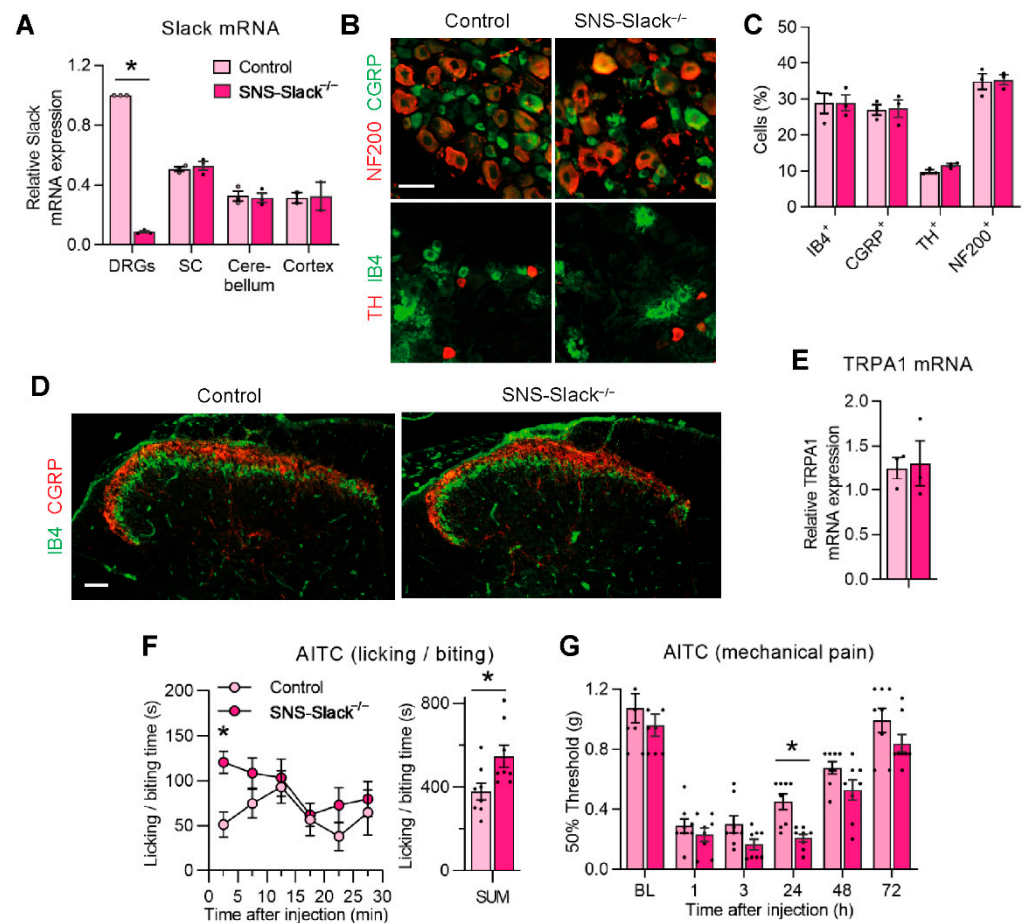 A
Slack mRNA
Relative Slack
mRNA expression
1.2
0.8
0.4
0.0
*
Control
SNS-Slack⁻/⁻
DRGs
SC
Cere-
bellum
Cortex
B
Control
SNS-Slack⁻/⁻
NF200 CGRP
TH IB4
C
Cells (%)
50
40
30
20
10
0
IB4⁺
CGRP⁺
TH⁺
NF200⁺
D
Control
SNS-Slack⁻/⁻
IB4 CGRP
E
TRPA1 mRNA
Relative TRPA1
mRNA expression
2.0
1.5
1.0
0.5
0.0
F
AITC (licking / biting)
Licking / biting time (s)
200
150
100
50
0
*
Control
SNS-Slack⁻/⁻
0 5 10 15 20 25 30
Time after injection (min)
Licking / biting time (s)
800
400
0
*
SUM
G
AITC (mechanical pain)
50% Threshold (g)
1.2
0.8
0.4
0.0
*
BL 1 3 24 48 72
Time after injection (h)